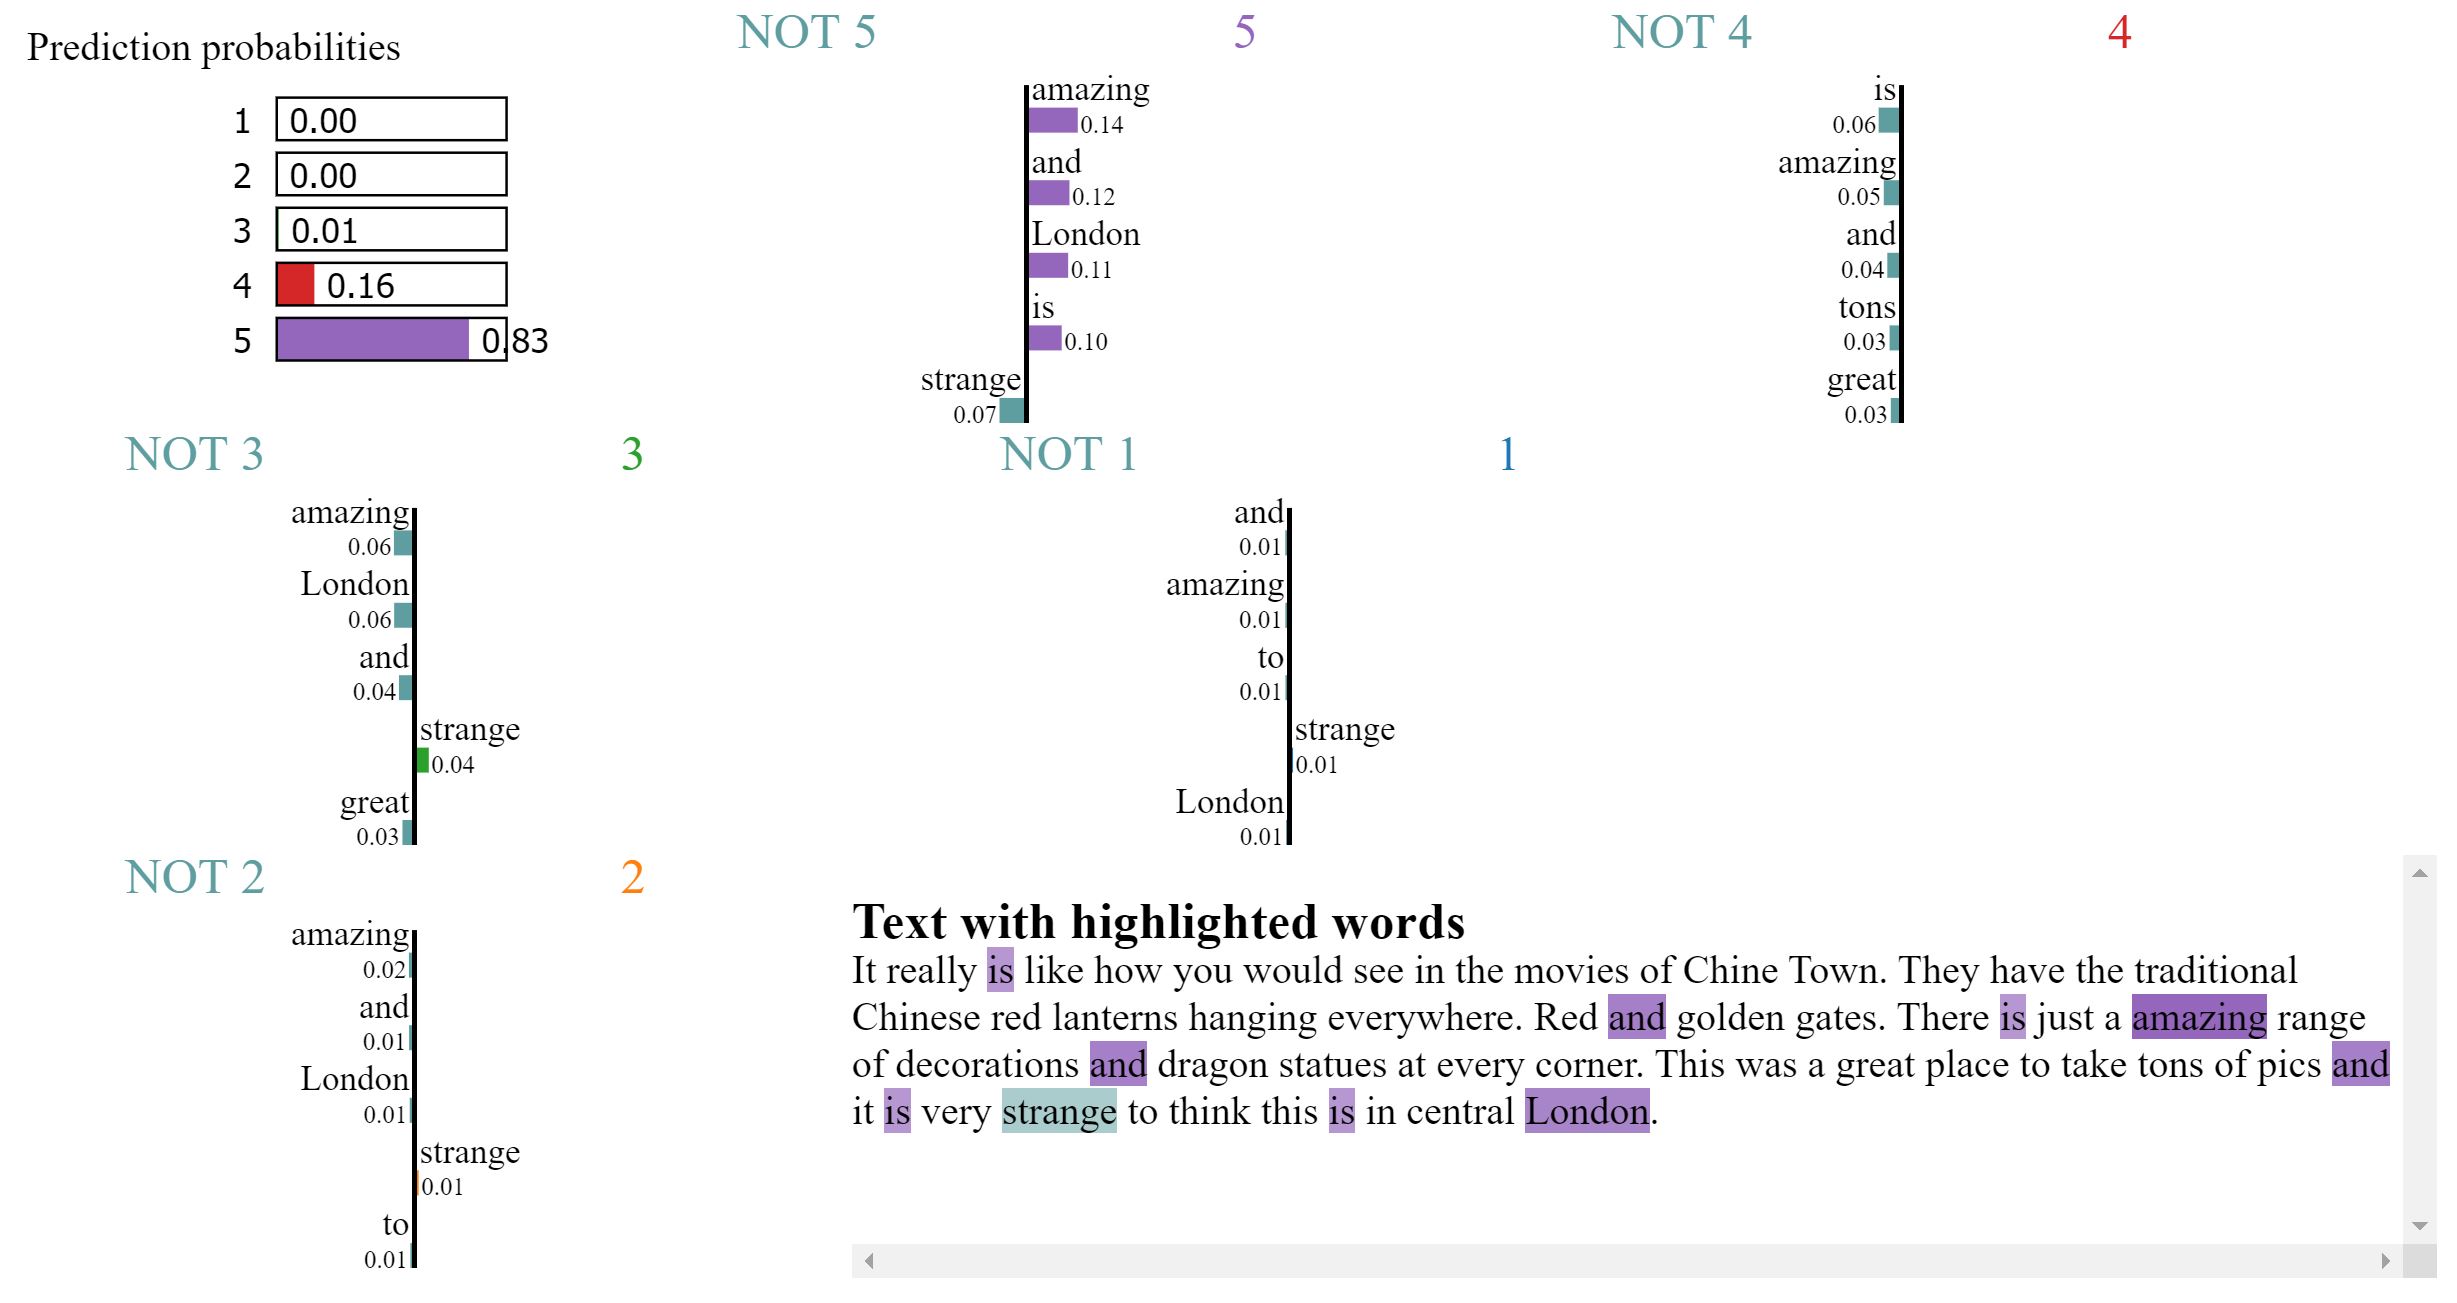 Prediction probabilities
1 0.00
2 0.00
3 0.01
4 0.16
5 0.83
NOT 5 5
amazing
0.14
and
0.12
London
0.11
is
0.10
strange
0.07
NOT 4 4
is
0.06
amazing
0.05
and
0.04
tons
0.03
great
0.03
NOT 3 3
amazing
0.06
London
0.06
and
0.04
strange
0.04
great
0.03
NOT 1 1
and
0.01
amazing
0.01
to
0.01
strange
0.01
London
0.01
NOT 2 2
amazing
0.02
and
0.01
London
0.01
strange
0.01
to
0.01
Text with highlighted words
It really is like how you would see in the movies of Chine Town. They have the traditional
Chinese red lanterns hanging everywhere. Red and golden gates. There is just a amazing range
of decorations and dragon statues at every corner. This was a great place to take tons of pics and
it is very strange to think this is in central London.